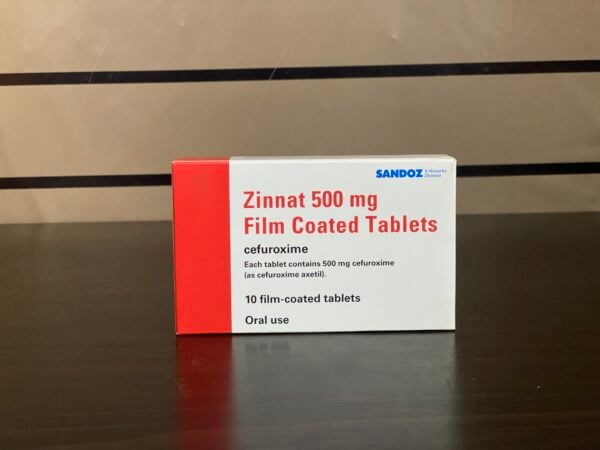 SANDOZ A Novartis
Division
Zinnat 500 mg
Film Coated Tablets
cefuroxime
Each tablet contains 500 mg cefuroxime
(as cefuroxime axetil).
10 film-coated tablets
Oral use